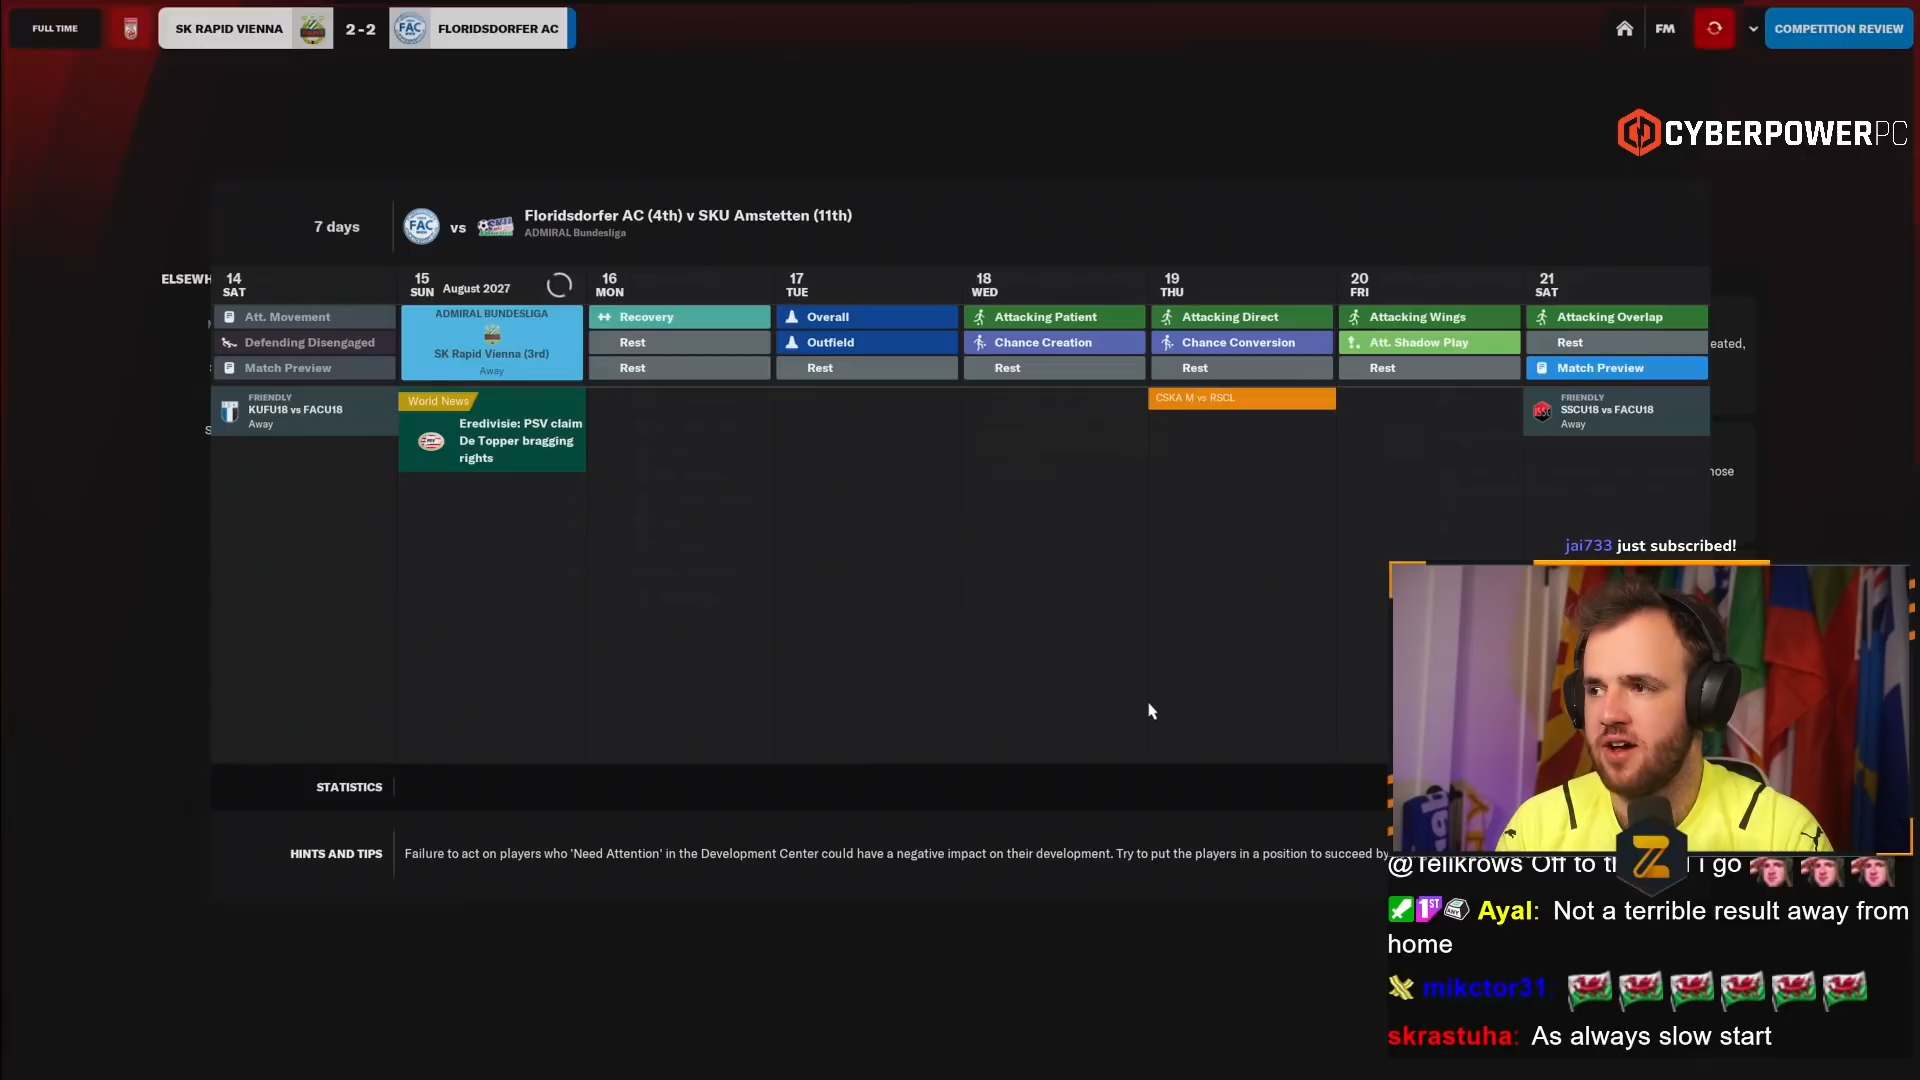 FULL TIME
SK RAPID VIENNA
2 - 2
FAC
FLORIDSDORFER AC
FM
COMPETITION REVIEW
CYBERPOWERPC
7 days
FAC
vs
Floridsdorfer AC (4th) v SKU Amstetten (11th)
ADMIRAL Bundesliga
ELSEWH
14
SAT
15
SUN
August 2027
16
MON
17
TUE
18
WED
19
THU
20
FRI
21
SAT
Att. Movement
ADMIRAL BUNDESLIGA
Recovery
Overall
Attacking Patient
Attacking Direct
Attacking Wings
Attacking Overlap
Defending Disengaged
SK Rapid Vienna (3rd)
Rest
Outfield
Chance Creation
Chance Conversion
Att. Shadow Play
Rest
eated,
Match Preview
Away
Rest
Rest
Rest
Rest
Rest
Match Preview
FRIENDLY
KUFU18 vs FACU18
Away
World News
Eredivisie: PSV claim
De Topper bragging
rights
CSKA M vs RSCL
FRIENDLY
SSCU18 vs FACU18
Away
jai733 just subscribed!
STATISTICS
HINTS AND TIPS
Failure to act on players who 'Need Attention' in the Development Center could have a negative impact on their development. Try to put the players in a position to succeed by
Off to
i go
1ST
Ayal: Not a terrible result away from
home
mikctor31:
skrastuha: As always slow start